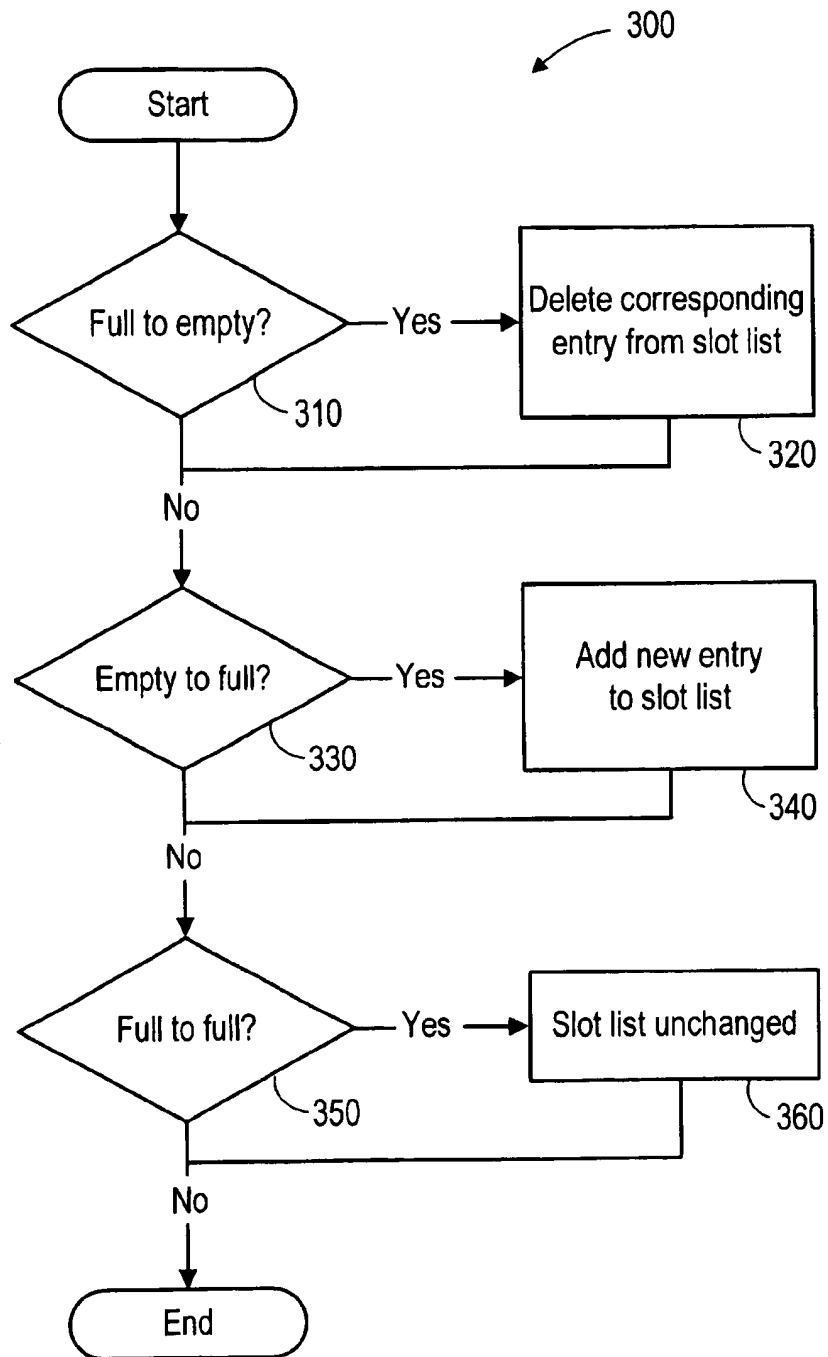 300
Start
Full to empty?
Yes
Delete corresponding
entry from slot list
310
320
No
Empty to full?
Yes
Add new entry
to slot list
330
340
No
Full to full?
Yes
Slot list unchanged
350
360
No
End